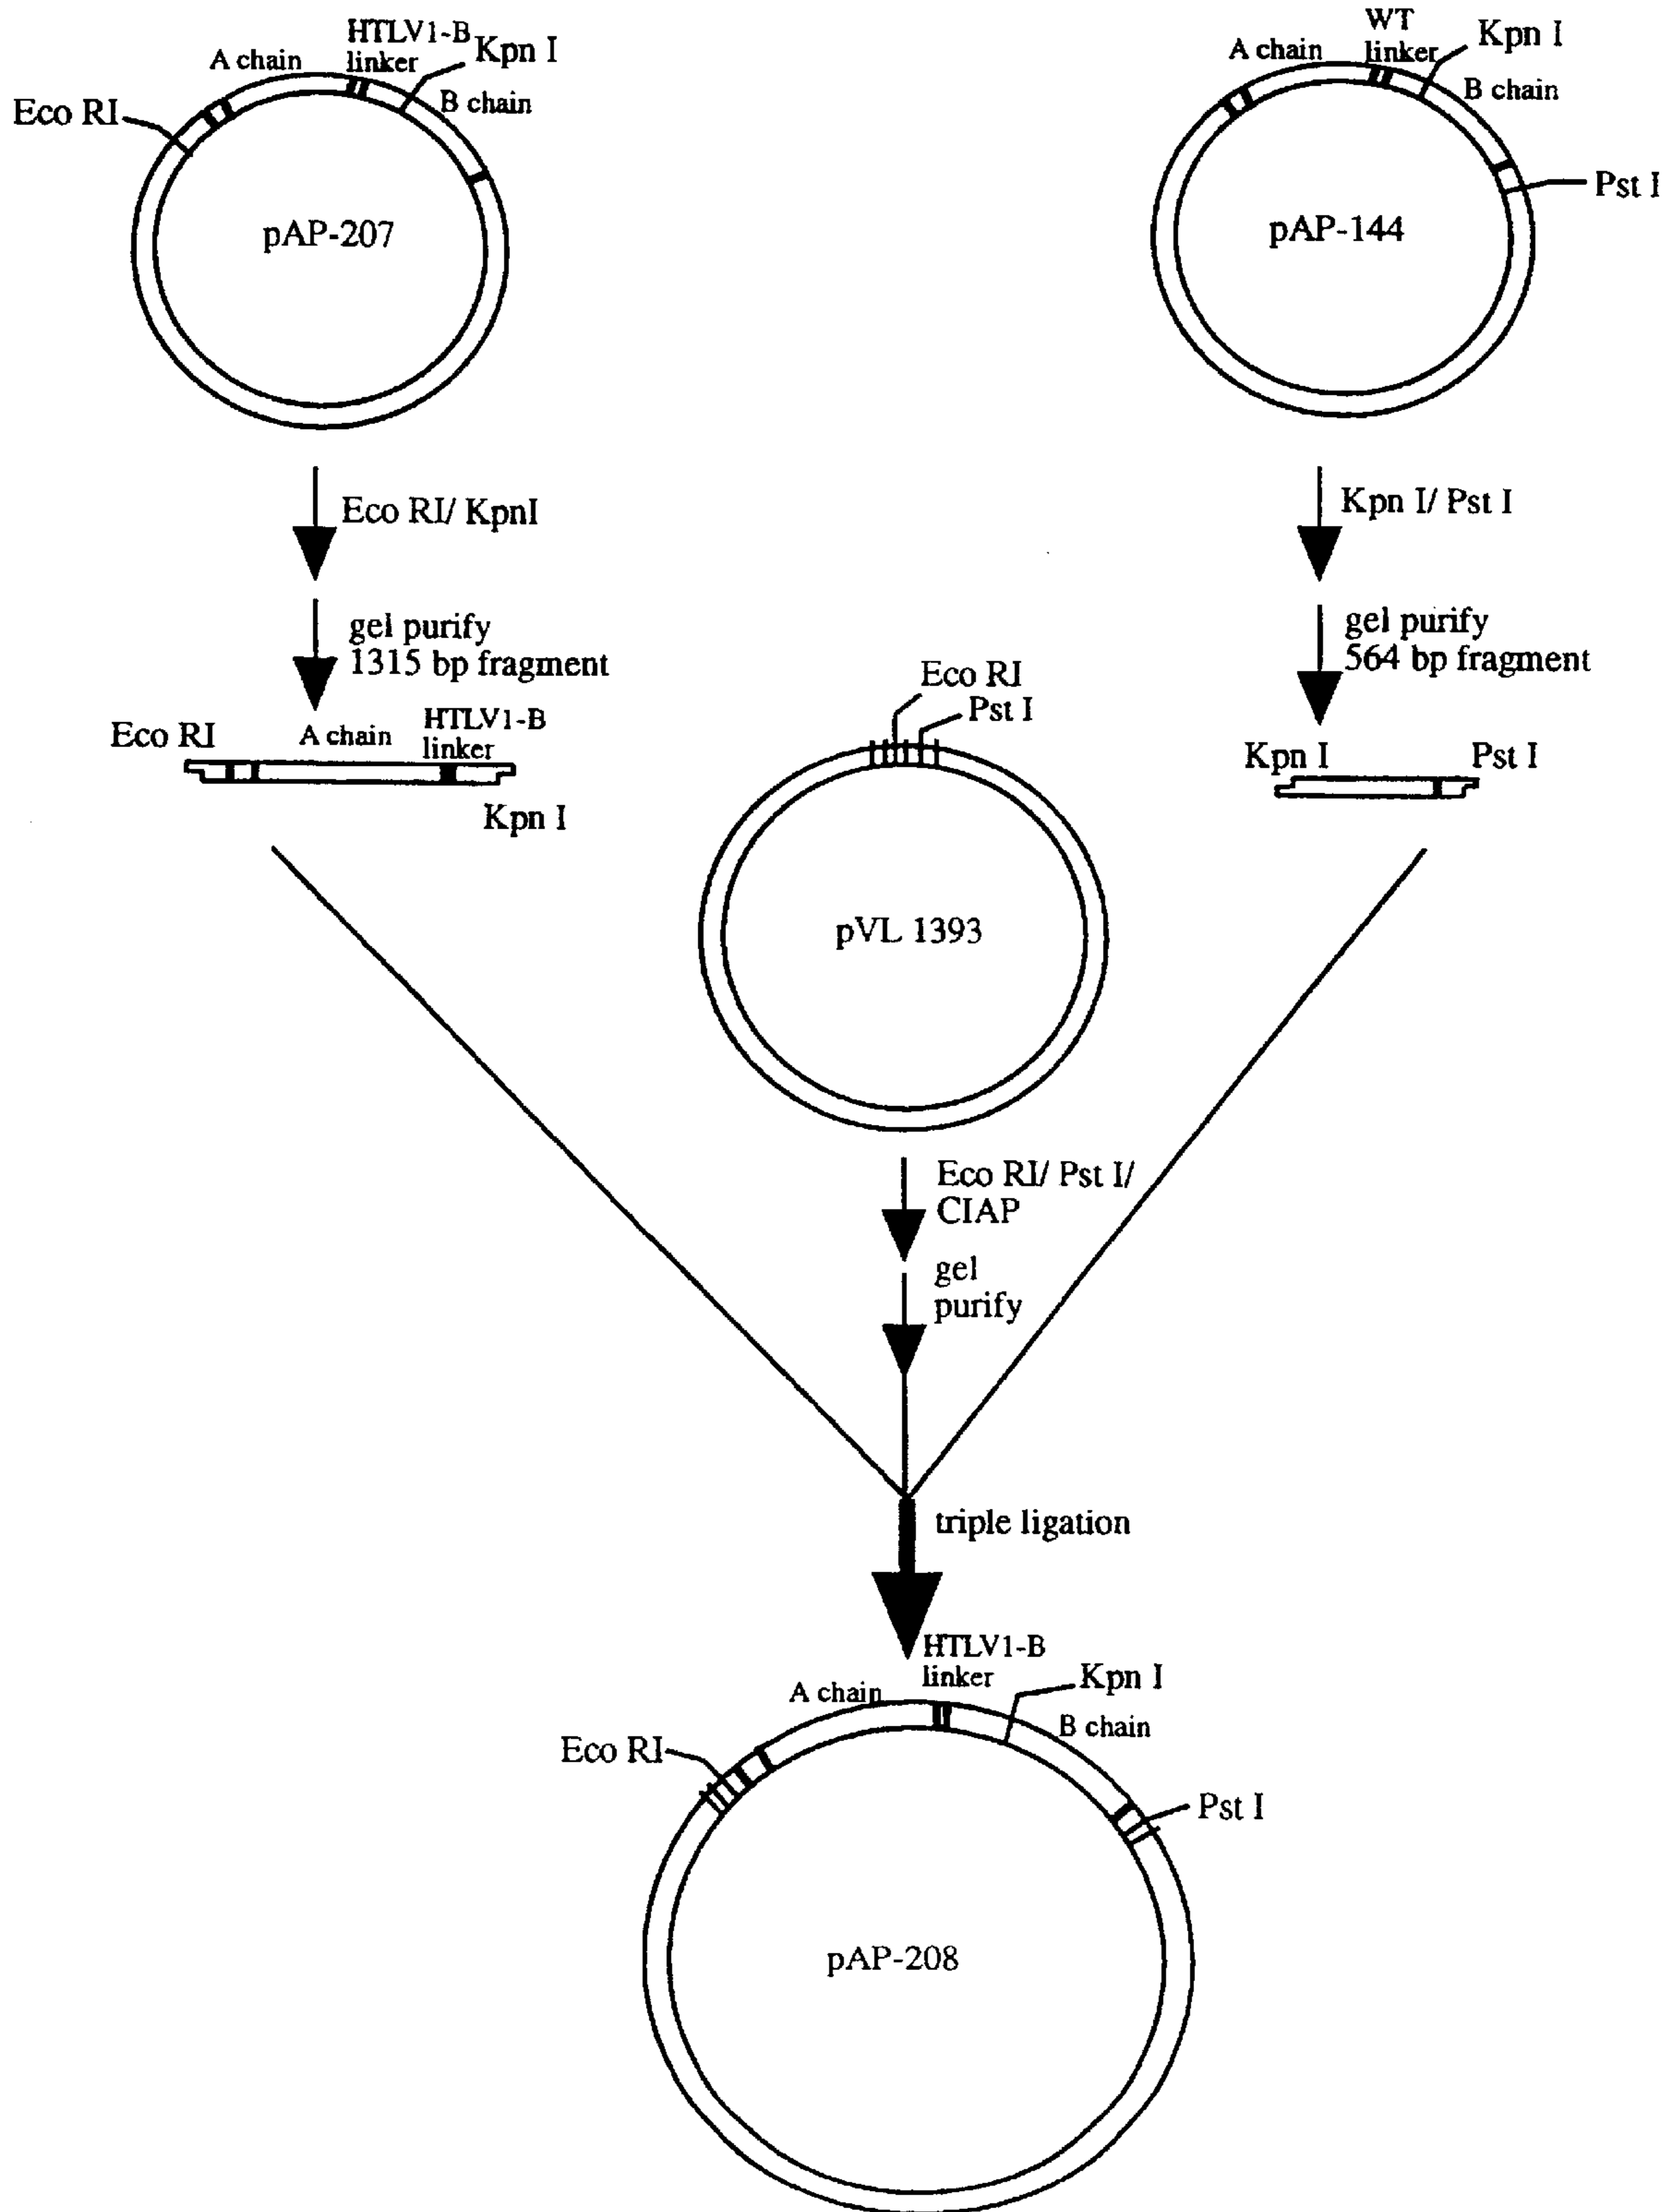 HTLV1-B
linker
A chain
Kpn I
B chain
Eco RI
pAP-207
WT
linker
A chain
Kpn I
B chain
Pst I
pAP-144
Eco RI/ KpnI
gel purify
1315 bp fragment
Kpn I/ Pst I
gel purify
564 bp fragment
Eco RI
A chain
HTLV1-B
linker
Kpn I
Eco RI
Pst I
Kpn I
Pst I
pVL 1393
Eco RI/ Pst I/
CIAP
gel
purify
triple ligation
HTLV1-B
linker
A chain
Kpn I
B chain
Eco RI
Pst I
pAP-208